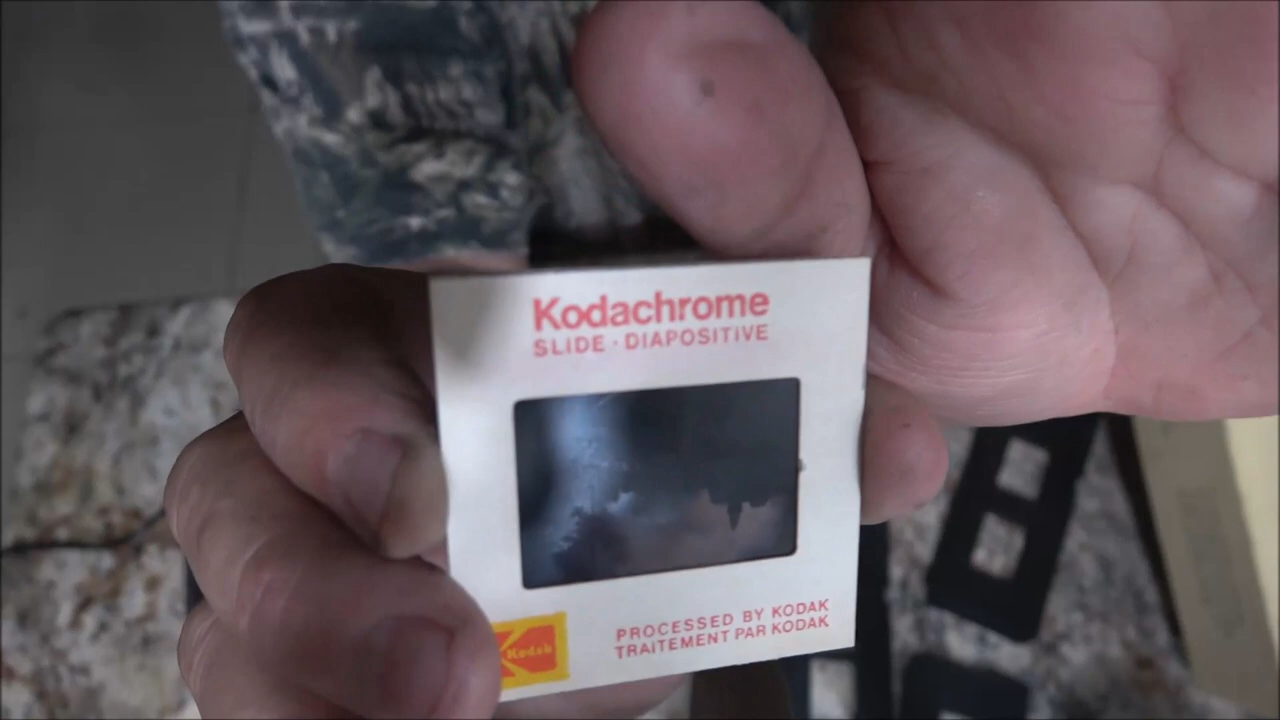 Kodachrome
SLIDE · DIAPOSITIVE
Kodak
PROCESSED BY KODAK
TRAITEMENT PAR KODAK